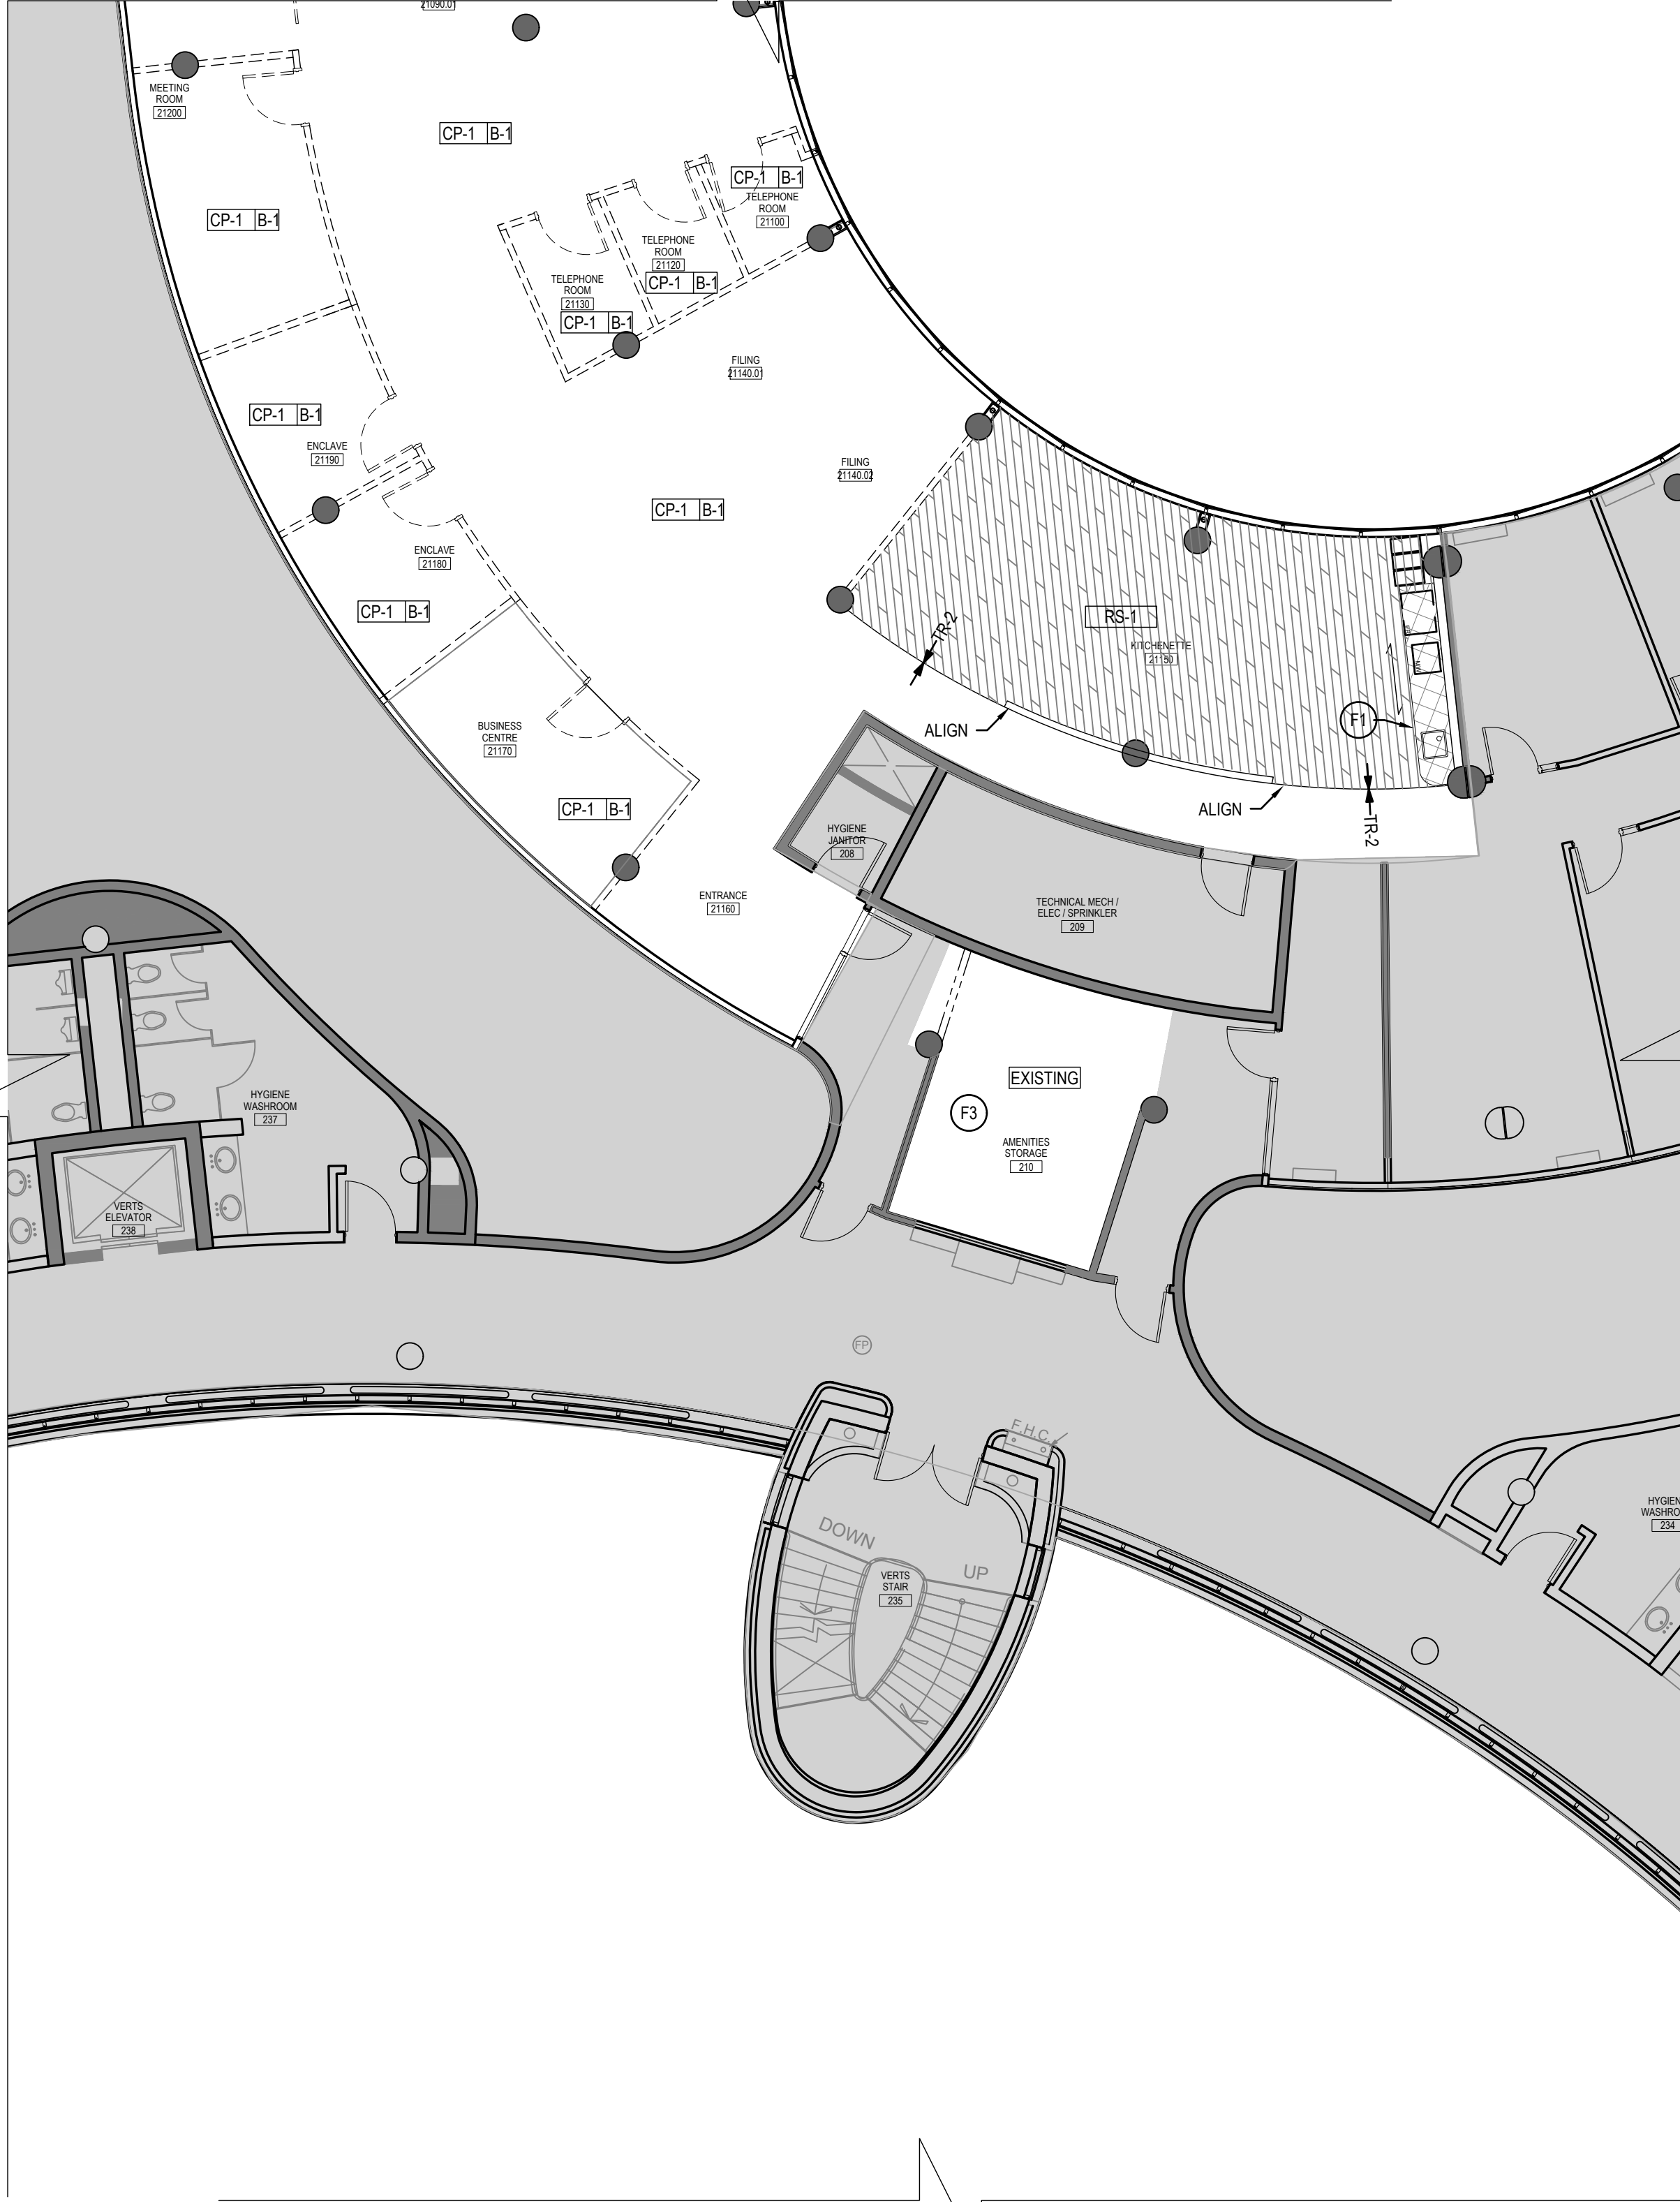 21090.01
MEETING
ROOM
21200
CP-1 B-1
CP-1 B-1
TELEPHONE
ROOM
21100
CP-1 B-1
TELEPHONE
ROOM
21120
CP-1 B-1
TELEPHONE
ROOM
21130
CP-1 B-1
FILING
21140.01
CP-1 B-1
ENCLAVE
21190
FILING
21140.02
CP-1 B-1
ENCLAVE
21180
CP-1 B-1
RS-1
KITCHENETTE
21150
TR-2
F1
ALIGN
BUSINESS
CENTRE
21170
CP-1 B-1
ALIGN
TR-2
HYGIENE
JANITOR
208
ENTRANCE
21160
TECHNICAL MECH /
ELEC / SPRINKLER
209
EXISTING
F3
HYGIENE
WASHROOM
237
AMENITIES
STORAGE
210
VERTS
ELEVATOR
238
FP
F.H.C.
HYGIEN
WASHRO
234
DOWN
UP
VERTS
STAIR
235